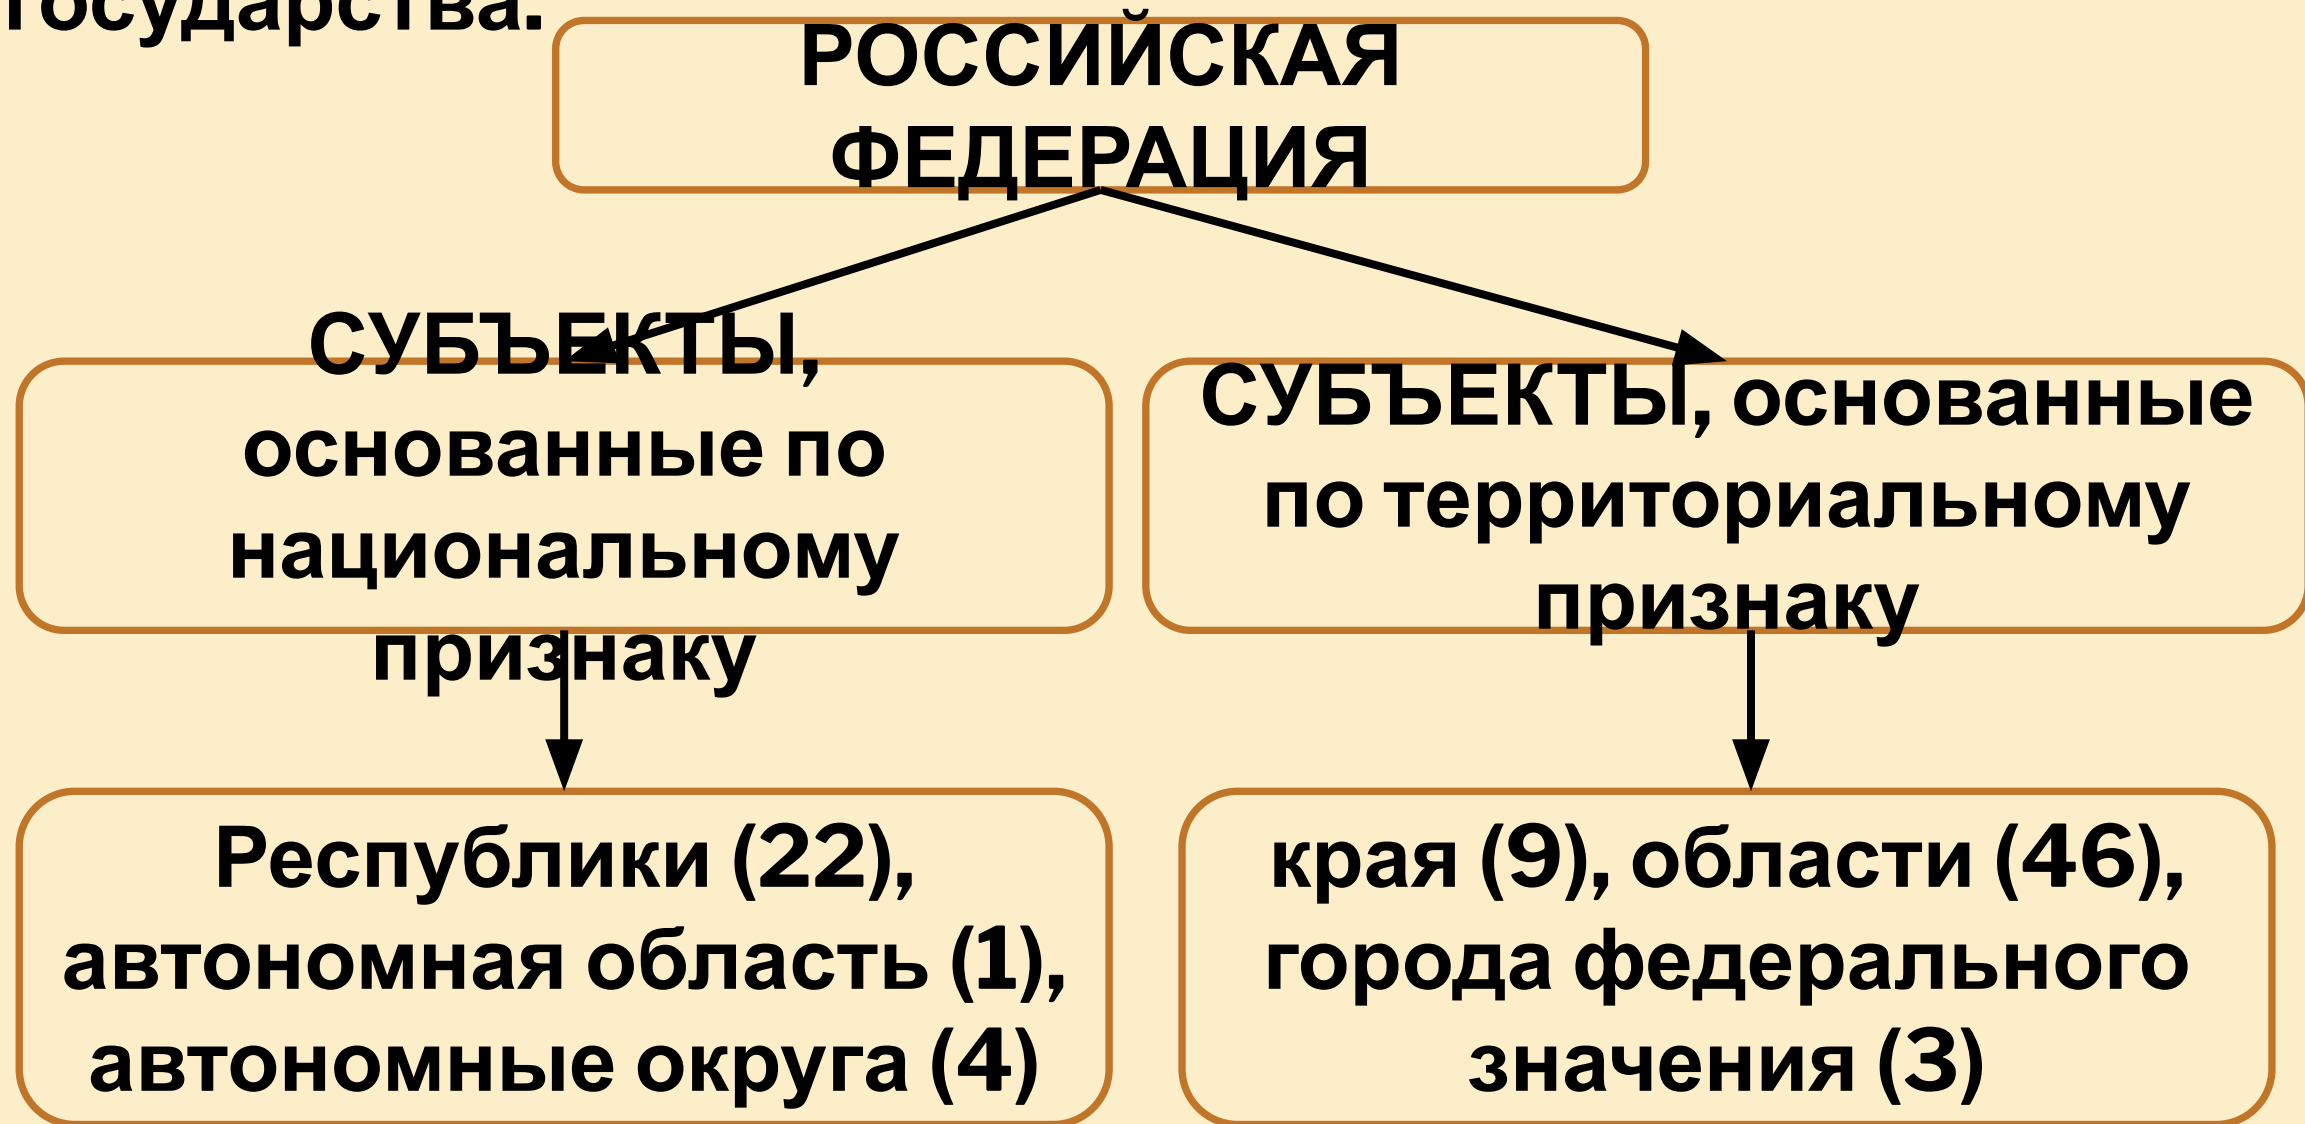 государства.
РОССИЙСКАЯ
ФЕДЕРАЦИЯ
СУБЪЕКТЫ,
основанные по
национальному
признаку
СУБЪЕКТЫ, основанные
по территориальному
признаку
Республики (22),
автономная область (1),
автономные округа (4)
края (9), области (46),
города федерального
значения (3)